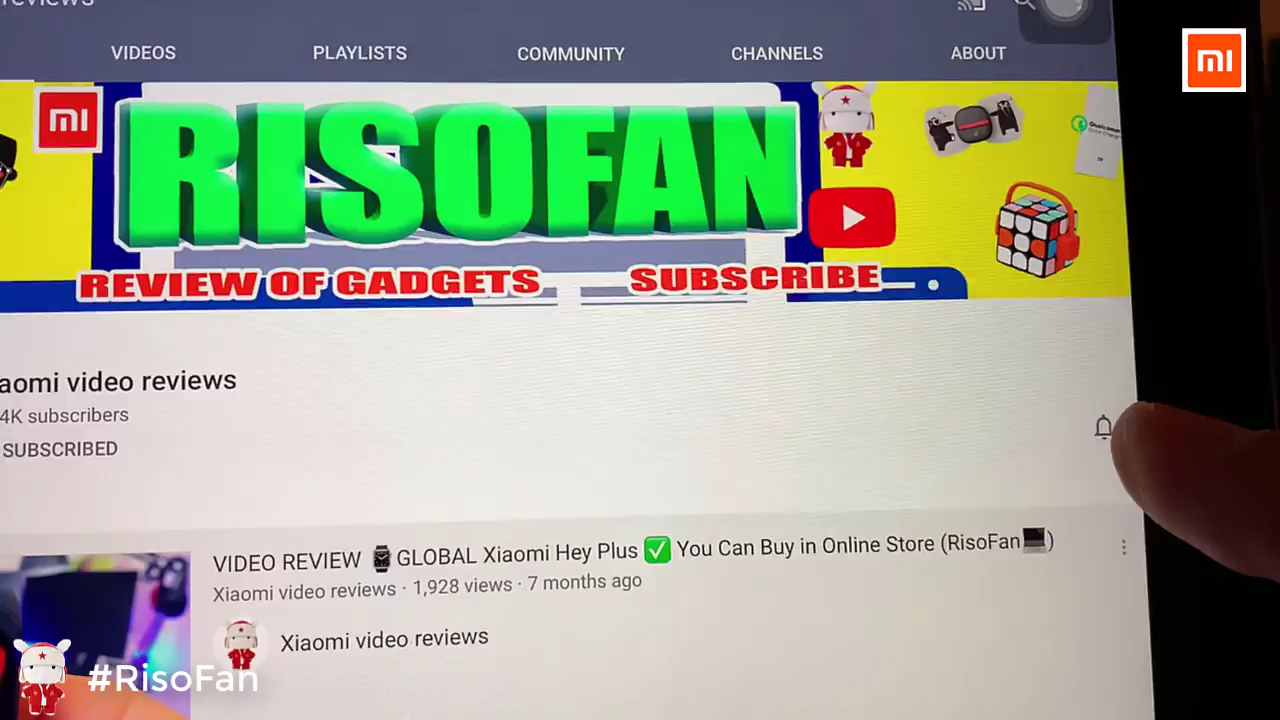 reviews
VIDEOS
PLAYLISTS
COMMUNITY
CHANNELS
ABOUT
mi
mi
RISOFAN
Qualcomm
REVIEW OF GADGETS
SUBSCRIBE
aomi video reviews
4K subscribers
SUBSCRIBED
VIDEO REVIEW ⌚GLOBAL Xiaomi Hey Plus ✅ You Can Buy in Online Store (RisoFan💻)
Xiaomi video reviews · 1,928 views · 7 months ago
Xiaomi video reviews
#RisoFan